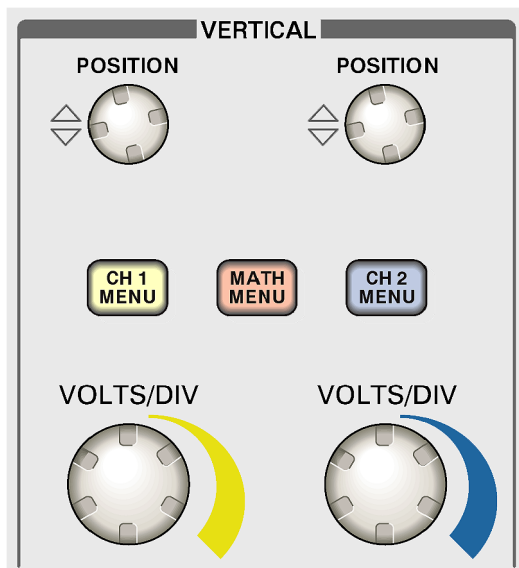 VERTICAL
POSITION POSITION
CH 1 MATH CH 2
MENU MENU MENU
VOLTS/DIV VOLTS/DIV